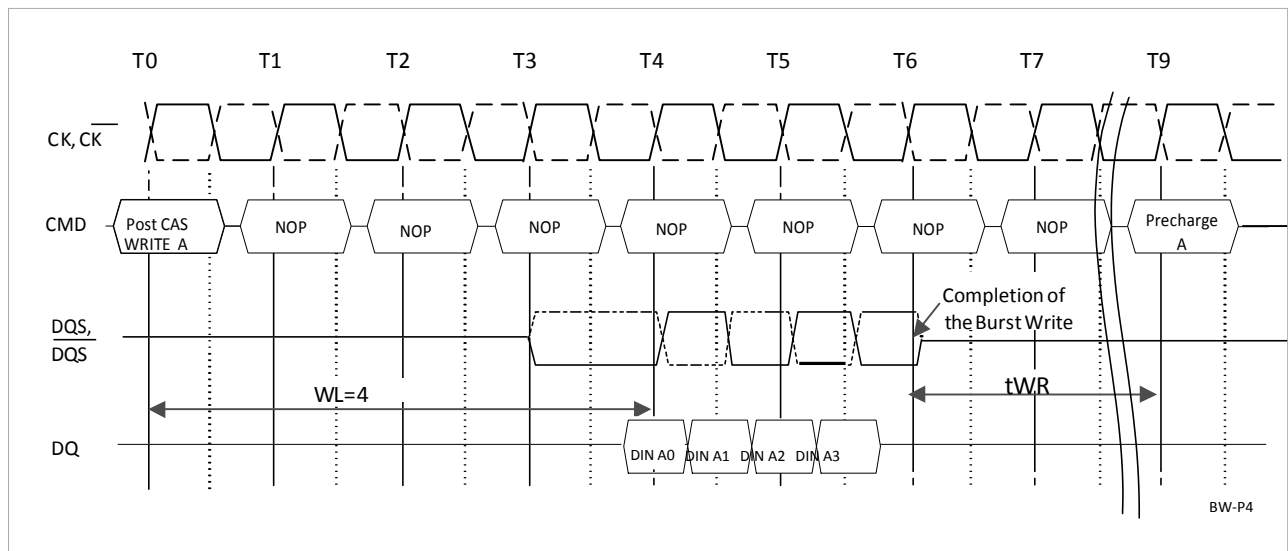 T0 T1 T2 T3 T4 T5 T6 T7 T9
CK, C̅K̅
CMD
Post CAS
WRITE A
NOP NOP NOP NOP NOP NOP NOP
Precharge
A
DQS,
D̅Q̅S̅
Completion of
the Burst Write
WL=4
tWR
DQ
DIN A0 DIN A1 DIN A2 DIN A3
BW-P4